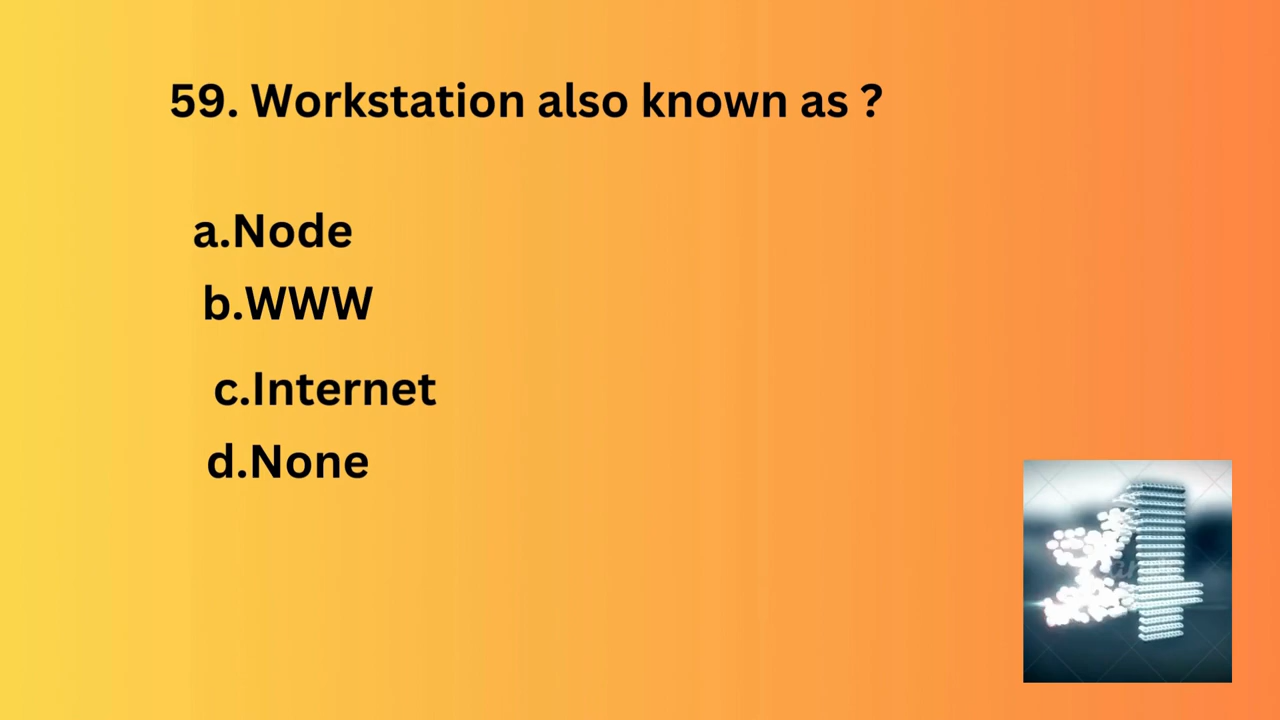 59. Workstation also known as ?
a.Node
b.WWW
c.Internet
d.None